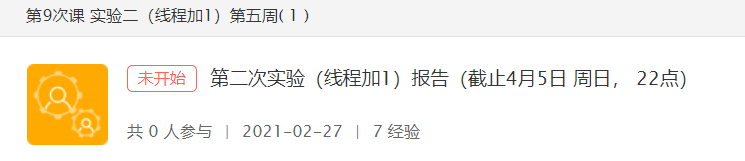 第9次课 实验二（线程加1）第五周( 1 )
未开始 第二次实验（线程加1）报告（截止4月5日 周日， 22点）
共 0 人参与 | 2021-02-27 | 7 经验